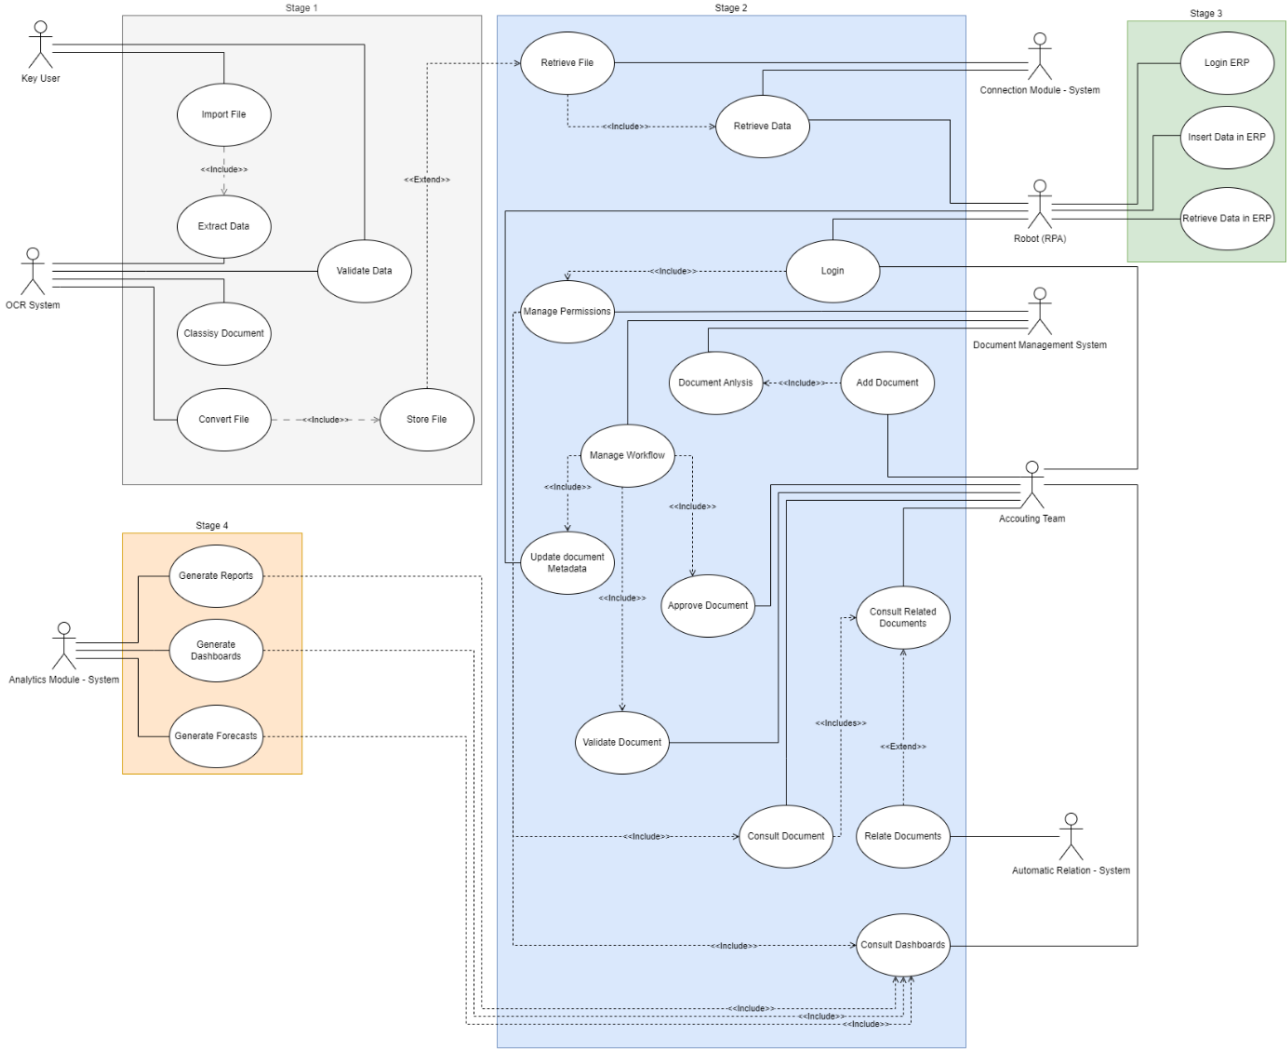 Stage 1
Stage 2
Stage 3
Key User
Import File
<<Include>>
Extract Data
OCR System
Validate Data
Classisy Document
Convert File
<<Include>>
Store File
<<Extend>>
Retrieve File
<<Include>>
Retrieve Data
Connection Module - System
Login ERP
Insert Data in ERP
Retrieve Data in ERP
Robot (RPA)
Login
<<Include>>
Manage Permissions
Document Management System
Document Anlysis
<<Include>>
Add Document
Manage Workflow
<<Include>>
<<Include>>
Accouting Team
Update document
Metadata
<<Include>>
Approve Document
Consult Related
Documents
<<Includes>>
<<Extend>>
Validate Document
<<Include>>
Consult Document
Relate Documents
Automatic Relation - System
<<Include>>
Consult Dashboards
<<Include>>
<<Include>>
<<Include>>
Stage 4
Generate Reports
Generate
Dashboards
Analytics Module - System
Generate Forecasts